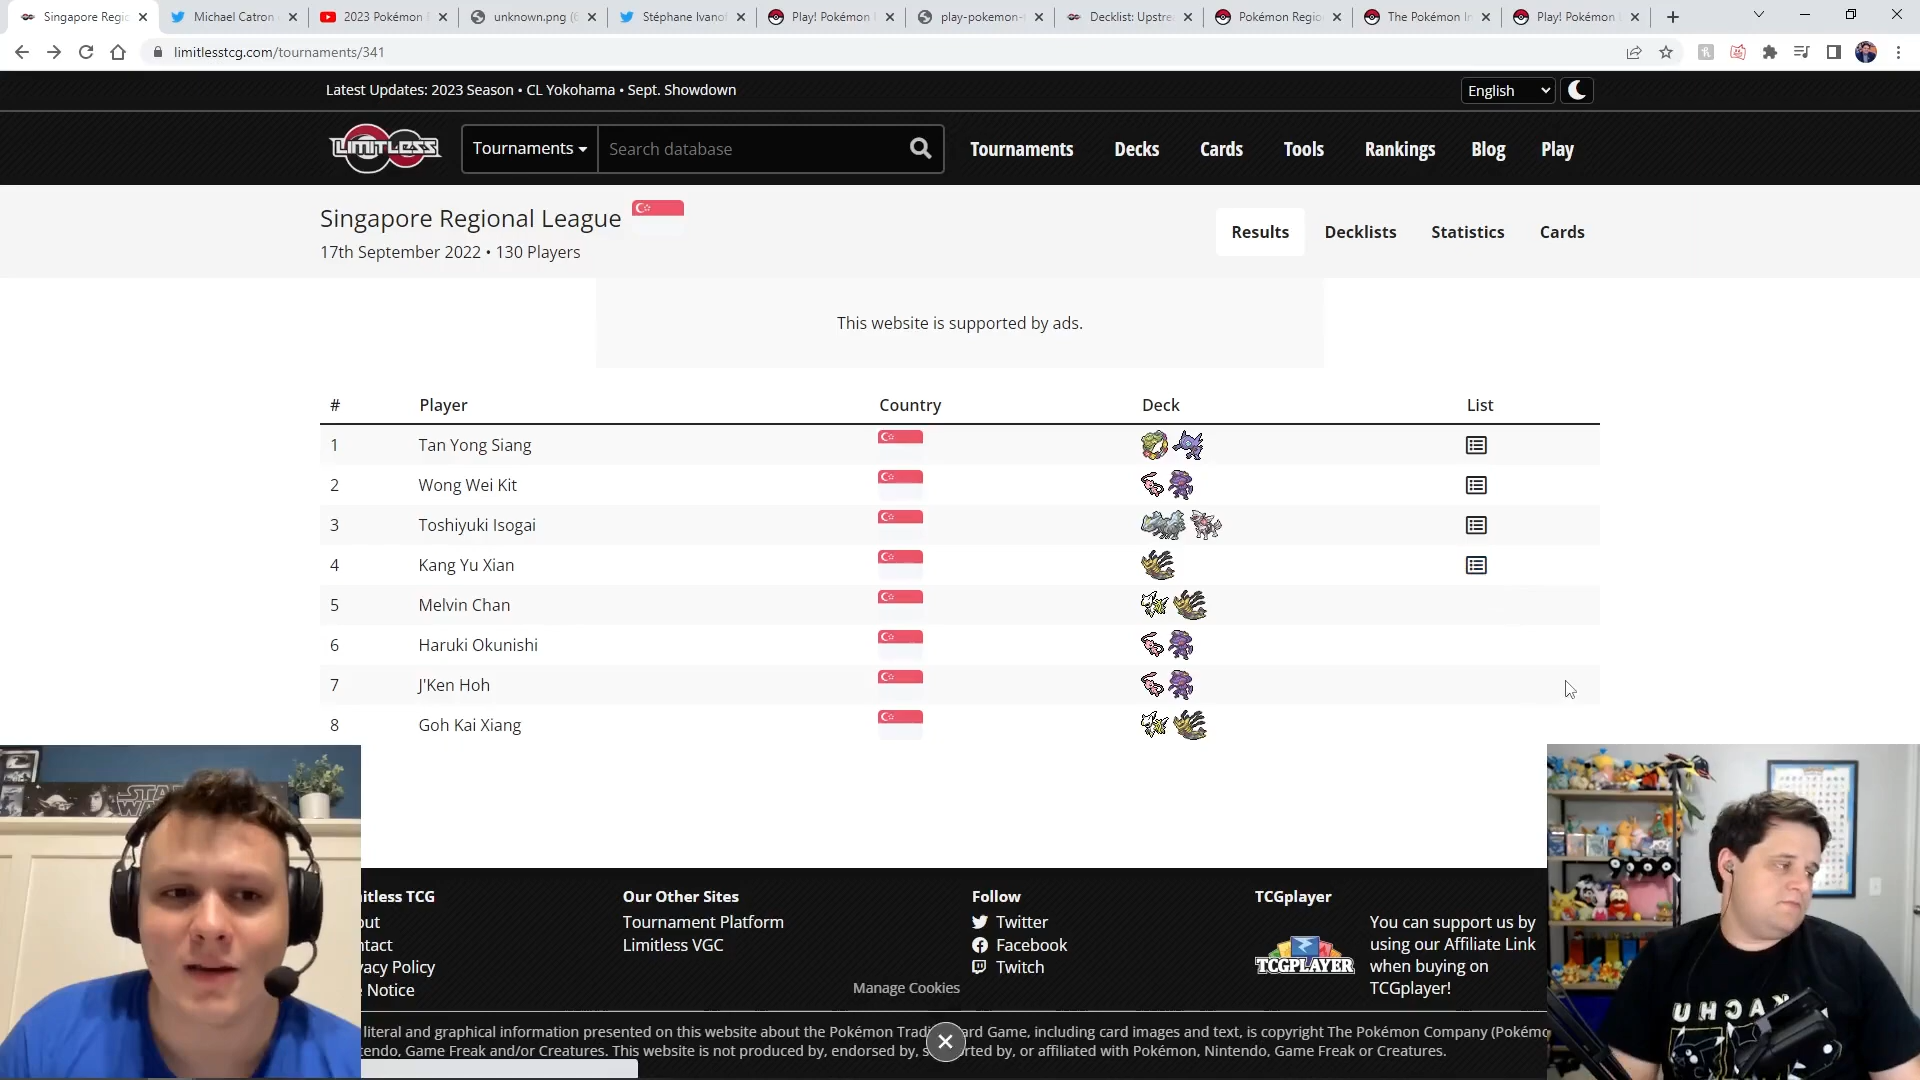 Singapore Regio
Michael Catron
2023 Pokémon
unknown.png (6
Stéphane Ivanof
Play! Pokémon
play-pokemon-
Decklist: Upstre
Pokémon Regio
The Pokémon In
Play! Pokémon
limitlesstcg.com/tournaments/341
Latest Updates: 2023 Season • CL Yokohama • Sept. Showdown
English
LIMITLESS
Tournaments
Search database
Tournaments
Decks
Cards
Tools
Rankings
Blog
Play
Singapore Regional League
17th September 2022 • 130 Players
Results
Decklists
Statistics
Cards
This website is supported by ads.
# Player Country Deck List
1 Tan Yong Siang
2 Wong Wei Kit
3 Toshiyuki Isogai
4 Kang Yu Xian
5 Melvin Chan
6 Haruki Okunishi
7 J'Ken Hoh
8 Goh Kai Xiang
STAR
WARS
mitless TCG
out
ntact
vacy Policy
e Notice
Our Other Sites
Tournament Platform
Limitless VGC
Follow
Twitter
Facebook
Twitch
Manage Cookies
TCGplayer
TCGPLAYER
You can support us by
using our Affiliate Link
when buying on
TCGplayer!
literal and graphical information presented on this website about the Pokémon Trad ard Game, including card images and text, is copyright The Pokémon Company (Pokémo
tendo, Game Freak and/or Creatures. This website is not produced by, endorsed by, s rted by, or affiliated with Pokémon, Nintendo, Game Freak or Creatures.